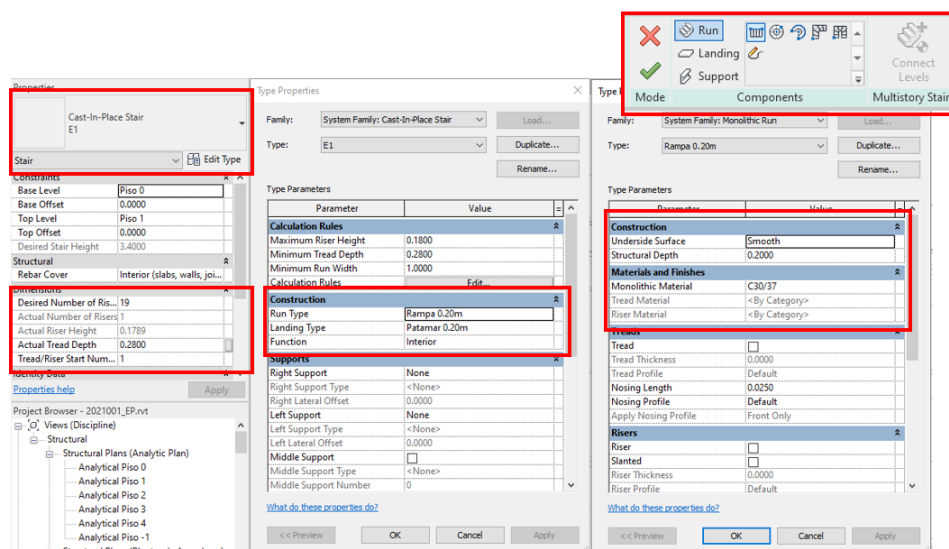 Run
Landing
Support
Connect
Levels
Mode
Components
Multistory Stair
Properties
Cast-In-Place Stair
E1
Stair
Edit Type
Constraints
Base Level Piso 0
Base Offset 0.0000
Top Level Piso 1
Top Offset 0.0000
Desired Stair Height 3.4000
Structural
Rebar Cover Interior (slabs, walls, joi...
Dimensions
Desired Number of Ris... 19
Actual Number of Risers 1
Actual Riser Height 0.1789
Actual Tread Depth 0.2800
Tread/Riser Start Num... 1
Identity Data
Properties help
Apply
Project Browser - 2021001_EP.rvt
Views (Discipline)
Structural
Structural Plans (Analytic Plan)
Analytical Piso 0
Analytical Piso 1
Analytical Piso 2
Analytical Piso 3
Analytical Piso 4
Analytical Piso -1
Type Properties
Family: System Family: Cast-In-Place Stair Load...
Type: E1 Duplicate...
Rename...
Type Parameters
Parameter Value =
Calculation Rules
Maximum Riser Height 0.1800
Minimum Tread Depth 0.2800
Minimum Run Width 1.0000
Calculation Rules Edit...
Construction
Run Type Rampa 0.20m
Landing Type Patamar 0.20m
Function Interior
Supports
Right Support None
Right Support Type <None>
Right Lateral Offset 0.0000
Left Support None
Left Support Type <None>
Left Lateral Offset 0.0000
Middle Support
Middle Support Type <None>
Middle Support Number 0
What do these properties do?
<< Preview OK Cancel Apply
Type
Family: System Family: Monolithic Run Load...
Type: Rampa 0.20m Duplicate...
Rename...
Type Parameters
Parameter Value =
Construction
Underside Surface Smooth
Structural Depth 0.2000
Materials and Finishes
Monolithic Material C30/37
Tread Material <By Category>
Riser Material <By Category>
Treads
Tread
Tread Thickness 0.0000
Tread Profile Default
Nosing Length 0.0250
Nosing Profile Default
Apply Nosing Profile Front Only
Risers
Riser
Slanted
Riser Thickness 0.0000
Riser Profile Default
What do these properties do?
<< Preview OK Cancel Apply